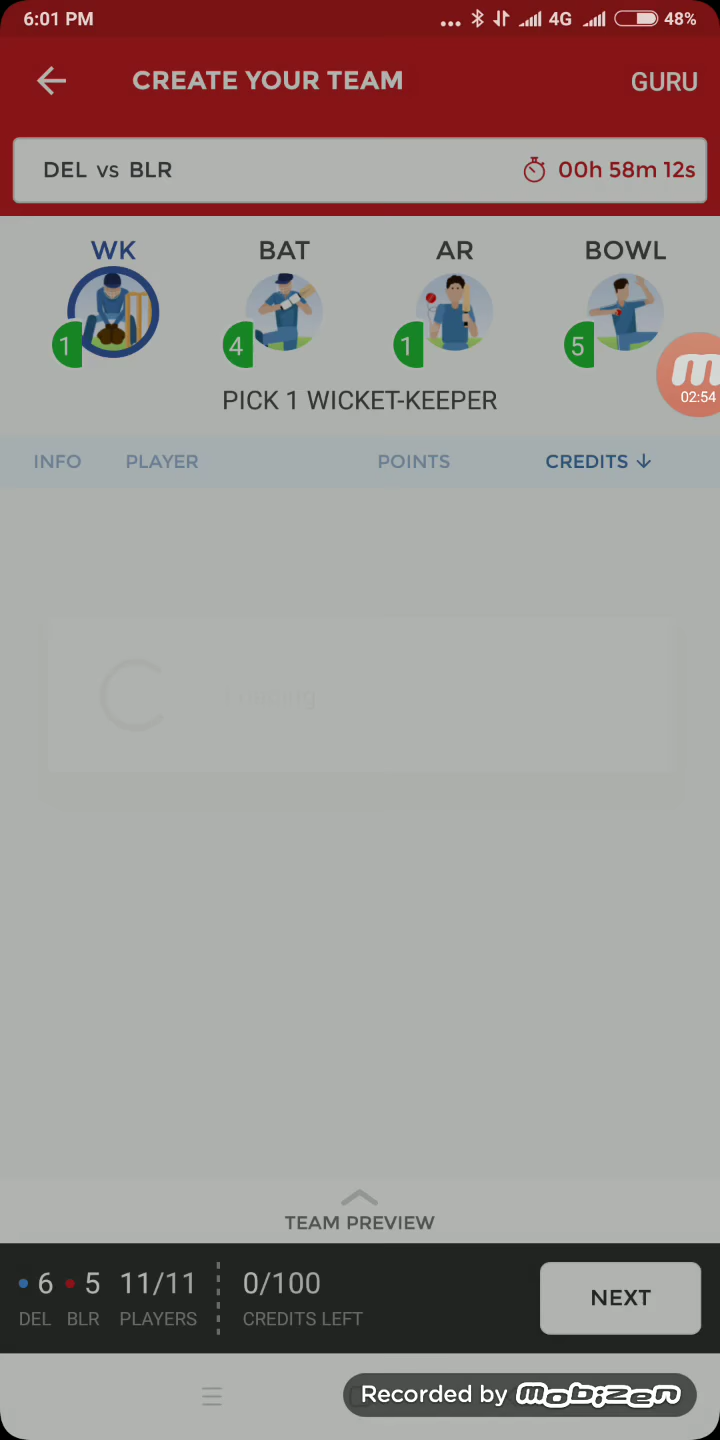 6:01 PM
4G
48%
CREATE YOUR TEAM
GURU
DEL vs BLR
00h 58m 12s
WK
BAT
AR
BOWL
1
4
1
5
02:54
PICK 1 WICKET-KEEPER
INFO
PLAYER
POINTS
CREDITS
Loading
TEAM PREVIEW
6
5
11/11
0/100
DEL
BLR
PLAYERS
CREDITS LEFT
NEXT
Recorded by mobizen